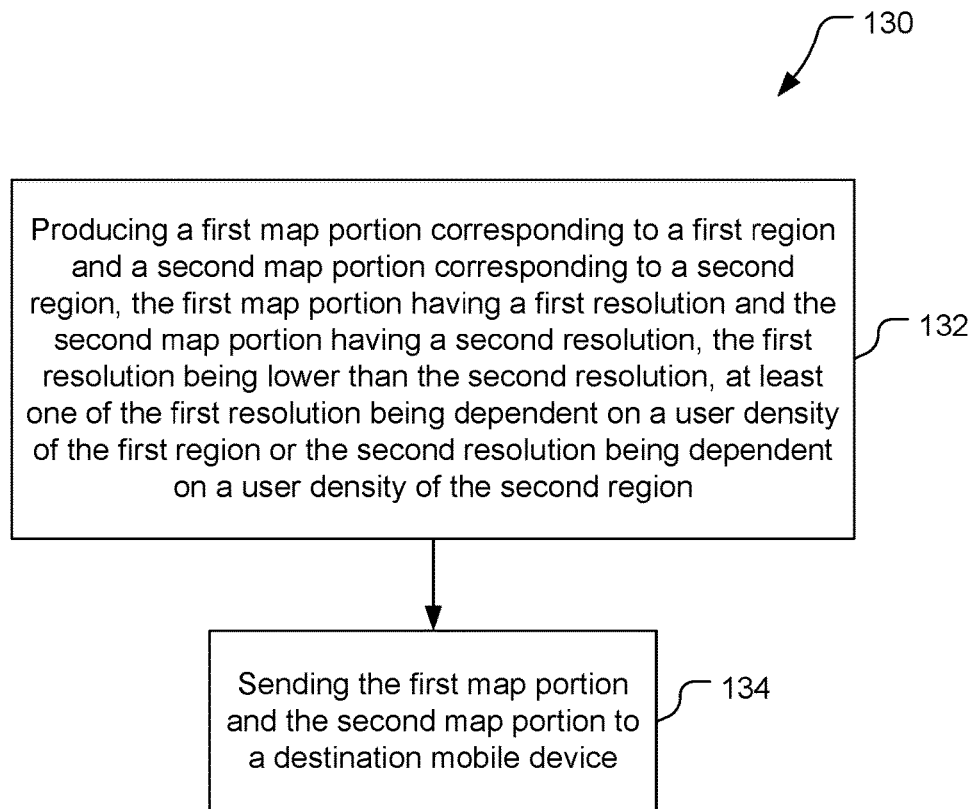 130
Producing a first map portion corresponding to a first region
and a second map portion corresponding to a second
region, the first map portion having a first resolution and the
second map portion having a second resolution, the first
resolution being lower than the second resolution, at least
one of the first resolution being dependent on a user density
of the first region or the second resolution being dependent
on a user density of the second region
132
Sending the first map portion
and the second map portion to
a destination mobile device
134